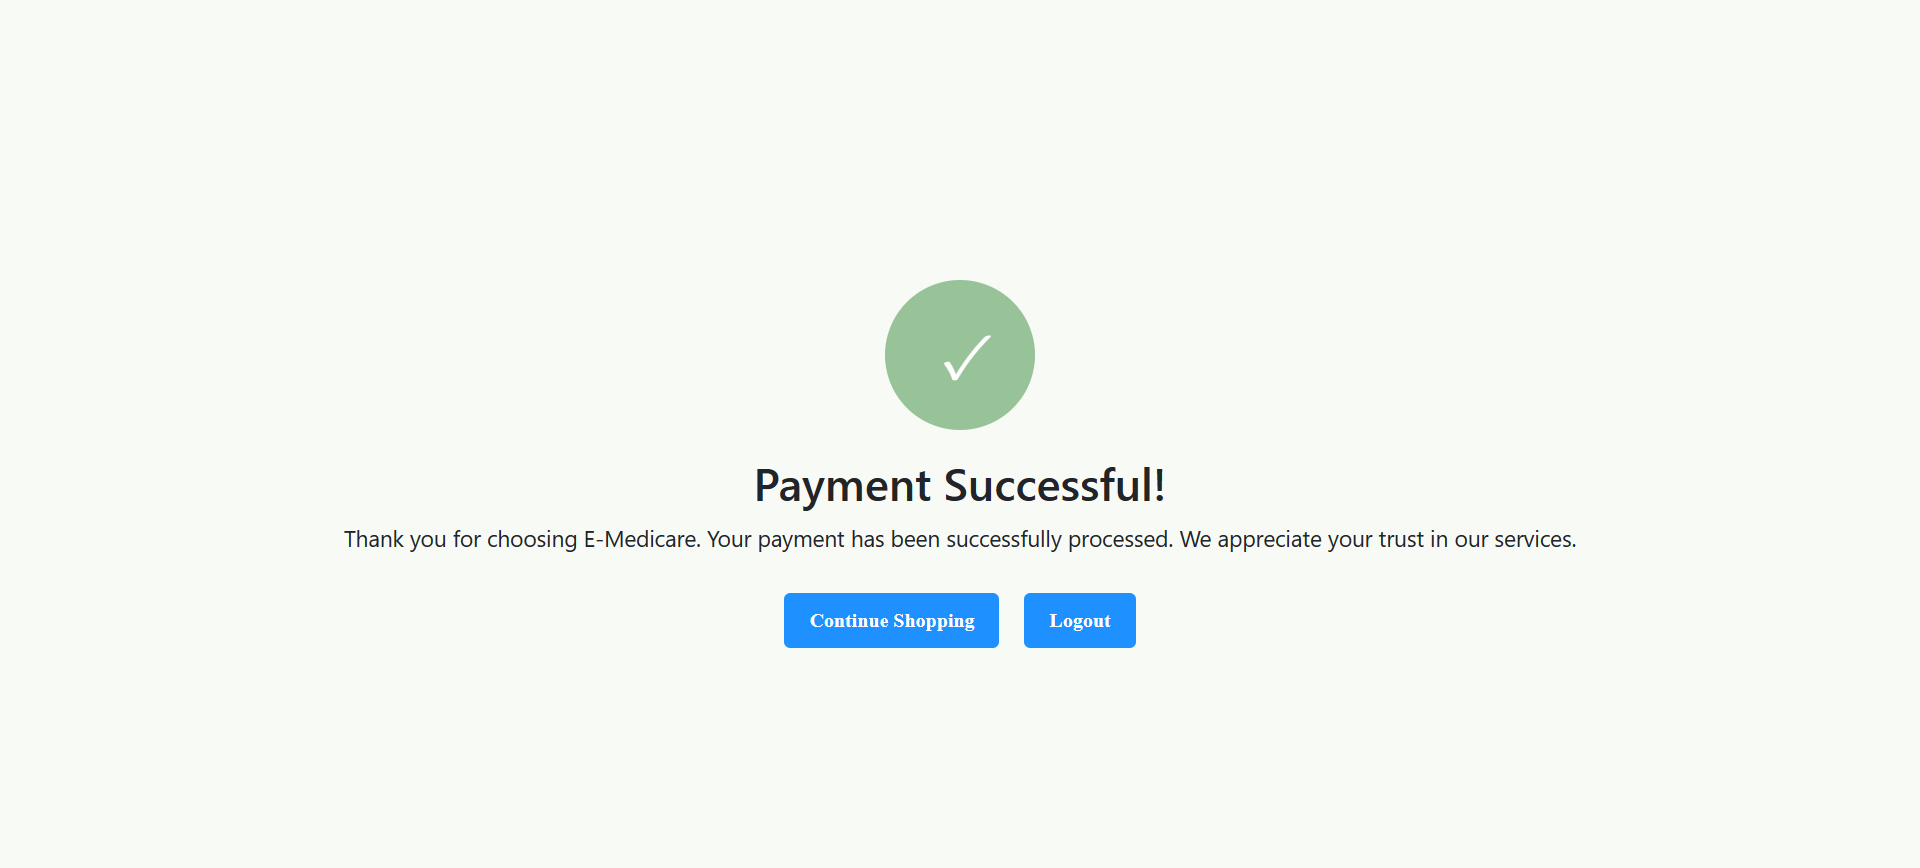 ✓
Payment Successful!
Thank you for choosing E-Medicare. Your payment has been successfully processed. We appreciate your trust in our services.
Continue Shopping
Logout